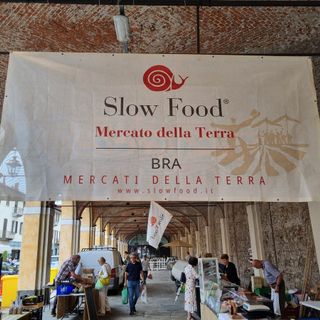 Slow Food®
Mercato della Terra
BRA
MERCATI DELLA TERRA
www.slowfood.it